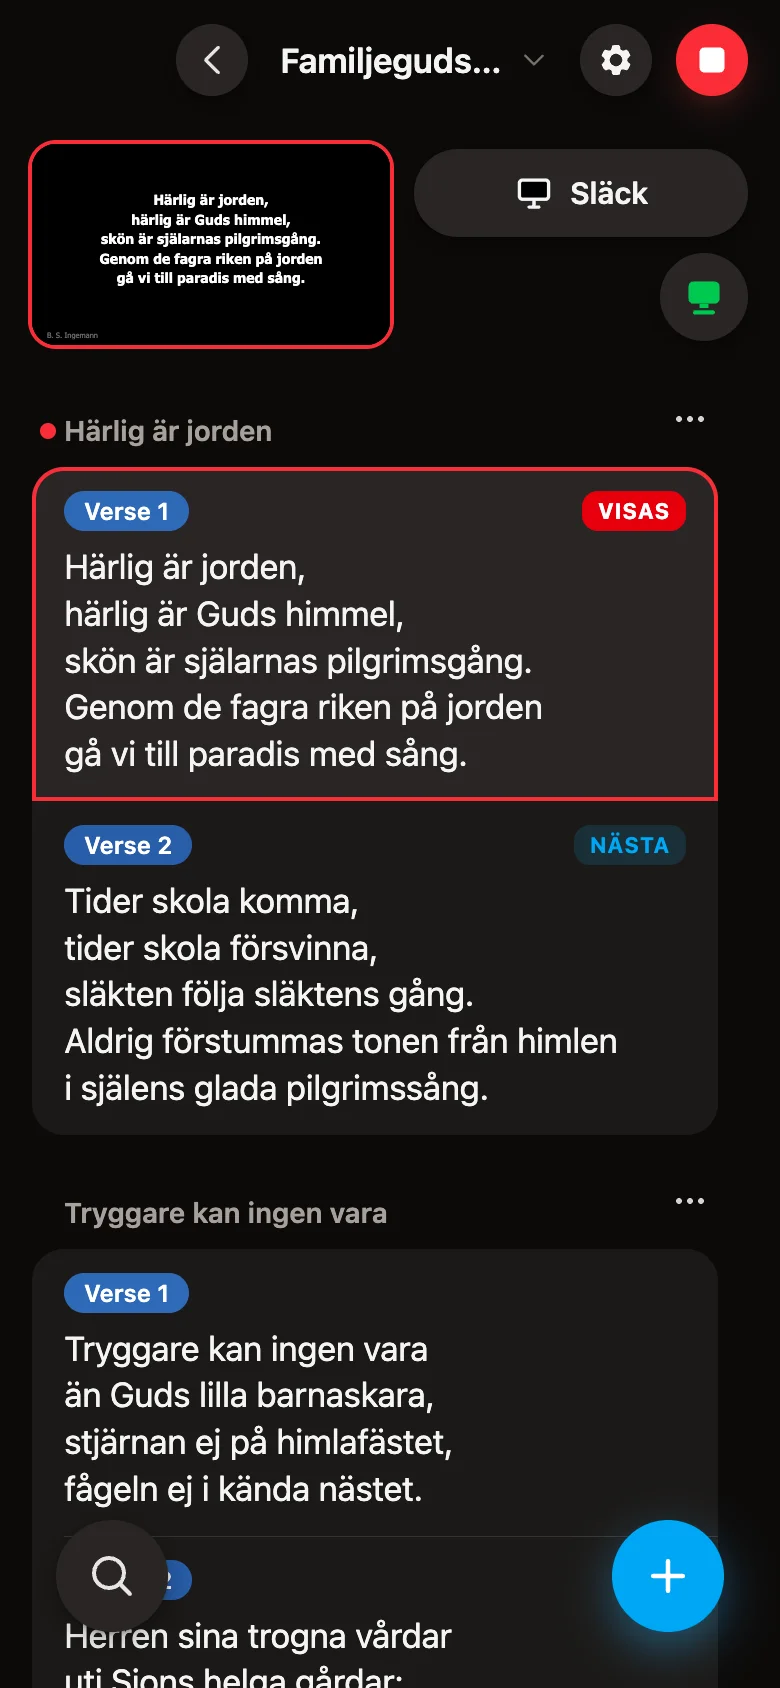 Familjeguds...
Härlig är jorden,
härlig är Guds himmel,
skön är själarnas pilgrimsgång.
Genom de fagra riken på jorden
gå vi till paradis med sång.
B. S. Ingemann
Släck
Härlig är jorden
Verse 1
VISAS
Härlig är jorden,
härlig är Guds himmel,
skön är själarnas pilgrimsgång.
Genom de fagra riken på jorden
gå vi till paradis med sång.
Verse 2
NÄSTA
Tider skola komma,
tider skola försvinna,
släkten följa släktens gång.
Aldrig förstummas tonen från himlen
i själens glada pilgrimssång.
Tryggare kan ingen vara
Verse 1
Tryggare kan ingen vara
än Guds lilla barnaskara,
stjärnan ej på himlafästet,
fågeln ej i kända nästet.
2
Herren sina trogna vårdar
uti Sions helga gårdar;